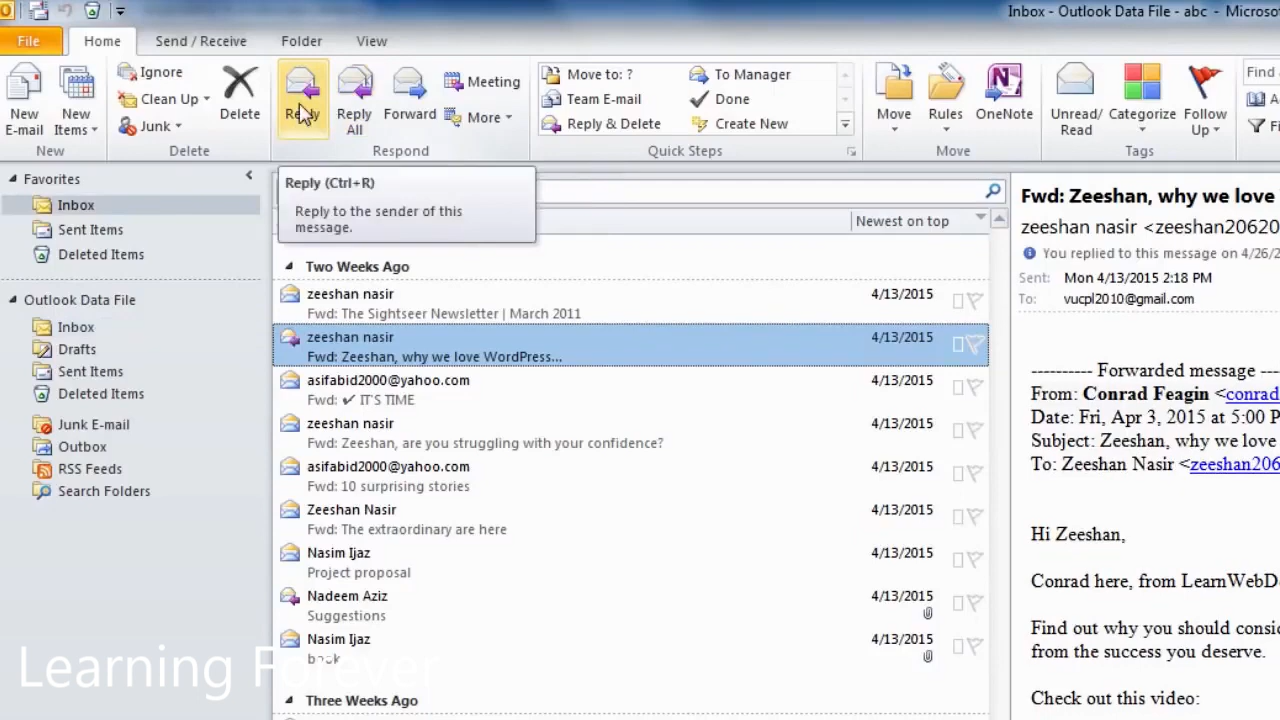 Inbox - Outlook Data File - abc - Micros
File Home Send / Receive Folder View
Ignore
Clean Up
Junk
Delete
New E-mail
New Items
Reply
Reply All
Forward
Meeting
More
Move to: ?
Team E-mail
Reply & Delete
To Manager
Done
Create New
Move
Rules
OneNote
Unread/ Read
Categorize
Follow Up
Find
A
Fi
New Delete Respond Quick Steps Move Tags
Reply (Ctrl+R)
Reply to the sender of this
message.
Favorites
Inbox
Sent Items
Deleted Items
Outlook Data File
Inbox
Drafts
Sent Items
Deleted Items
Junk E-mail
Outbox
RSS Feeds
Search Folders
Newest on top
Two Weeks Ago
zeeshan nasir 4/13/2015
Fwd: The Sightseer Newsletter | March 2011
zeeshan nasir 4/13/2015
Fwd: Zeeshan, why we love WordPress...
asifabid2000@yahoo.com 4/13/2015
Fwd: ✔ IT`S TIME
zeeshan nasir 4/13/2015
Fwd: Zeeshan, are you struggling with your confidence?
asifabid2000@yahoo.com 4/13/2015
Fwd: 10 surprising stories
Zeeshan Nasir 4/13/2015
Fwd: The extraordinary are here
Nasim Ijaz 4/13/2015
Project proposal
Nadeem Aziz 4/13/2015
Suggestions
Nasim Ijaz 4/13/2015
book
Three Weeks Ago
Fwd: Zeeshan, why we love
zeeshan nasir <zeeshan20620
You replied to this message on 4/26/2
Sent: Mon 4/13/2015 2:18 PM
To: vucpl2010@gmail.com
---------- Forwarded message ----
From: Conrad Feagin <conrad
Date: Fri, Apr 3, 2015 at 5:00 P
Subject: Zeeshan, why we love
To: Zeeshan Nasir <zeeshan206
Hi Zeeshan,
Conrad here, from LearnWebD
Find out why you should consi
from the success you deserve.
Check out this video:
Learning Forever